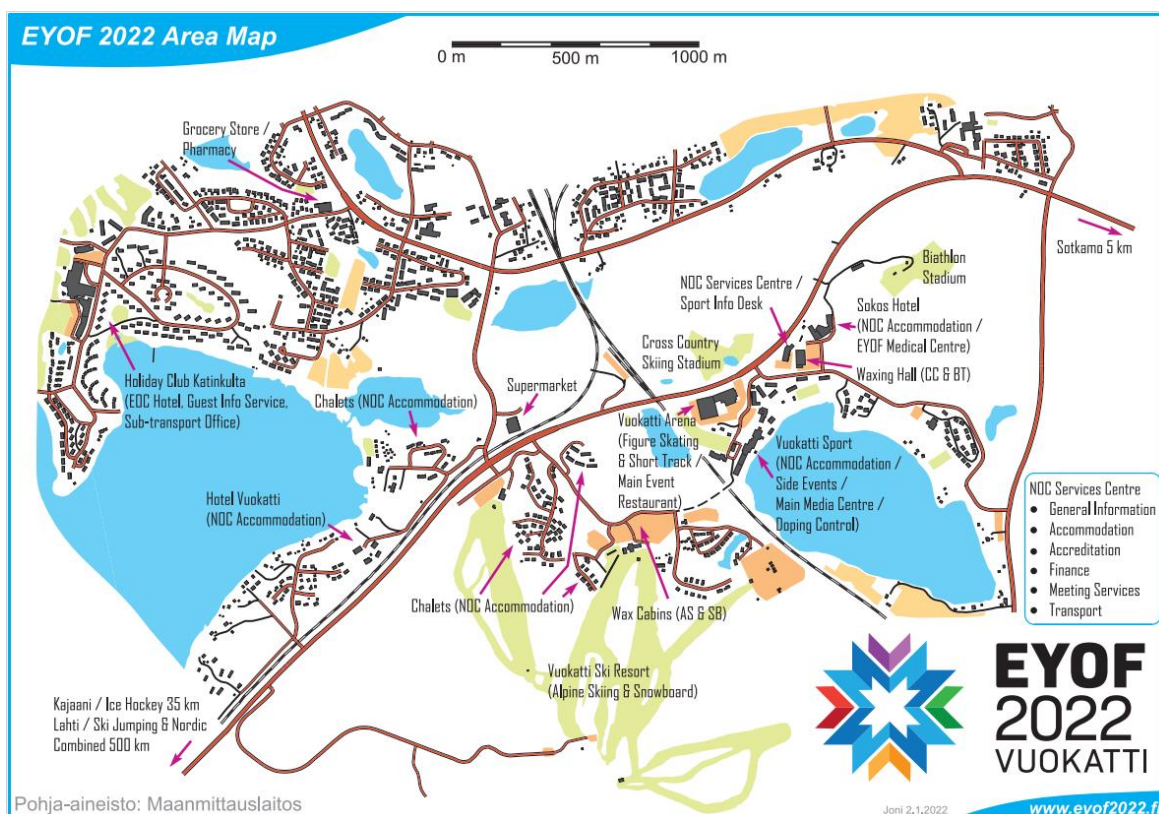 EYOF 2022 Area Map
0 m
500 m
1000 m
Grocery Store /
Pharmacy
Sotkamo 5 km
Biathlon
Stadium
NOC Services Centre /
Sport Info Desk
Sokos Hotel
(NOC Accommodation /
EYOF Medical Centre)
Cross Country
Skiing Stadium
Waxing Hall (CC & BT)
Holiday Club Katinkulta
(EOC Hotel, Guest Info Service,
Sub-transport Office)
Chalets (NOC Accommodation)
Supermarket
Vuokatti Arena
(Figure Skating
& Short Track /
Main Event
Restaurant)
Vuokatti Sport
(NOC Accommodation /
Side Events /
Main Media Centre /
Doping Control)
Hotel Vuokatti
(NOC Accommodation)
NOC Services Centre
• General Information
• Accommodation
• Accreditation
• Finance
• Meeting Services
• Transport
Chalets (NOC Accommodation)
Wax Cabins (AS & SB)
Vuokatti Ski Resort
(Alpine Skiing & Snowboard)
Kajaani / Ice Hockey 35 km
Lahti / Ski Jumping & Nordic
Combined 500 km
EYOF
2022
VUOKATTI
Pohja-aineisto: Maanmittauslaitos
Joni 2.1.2022
www.eyof2022.fi